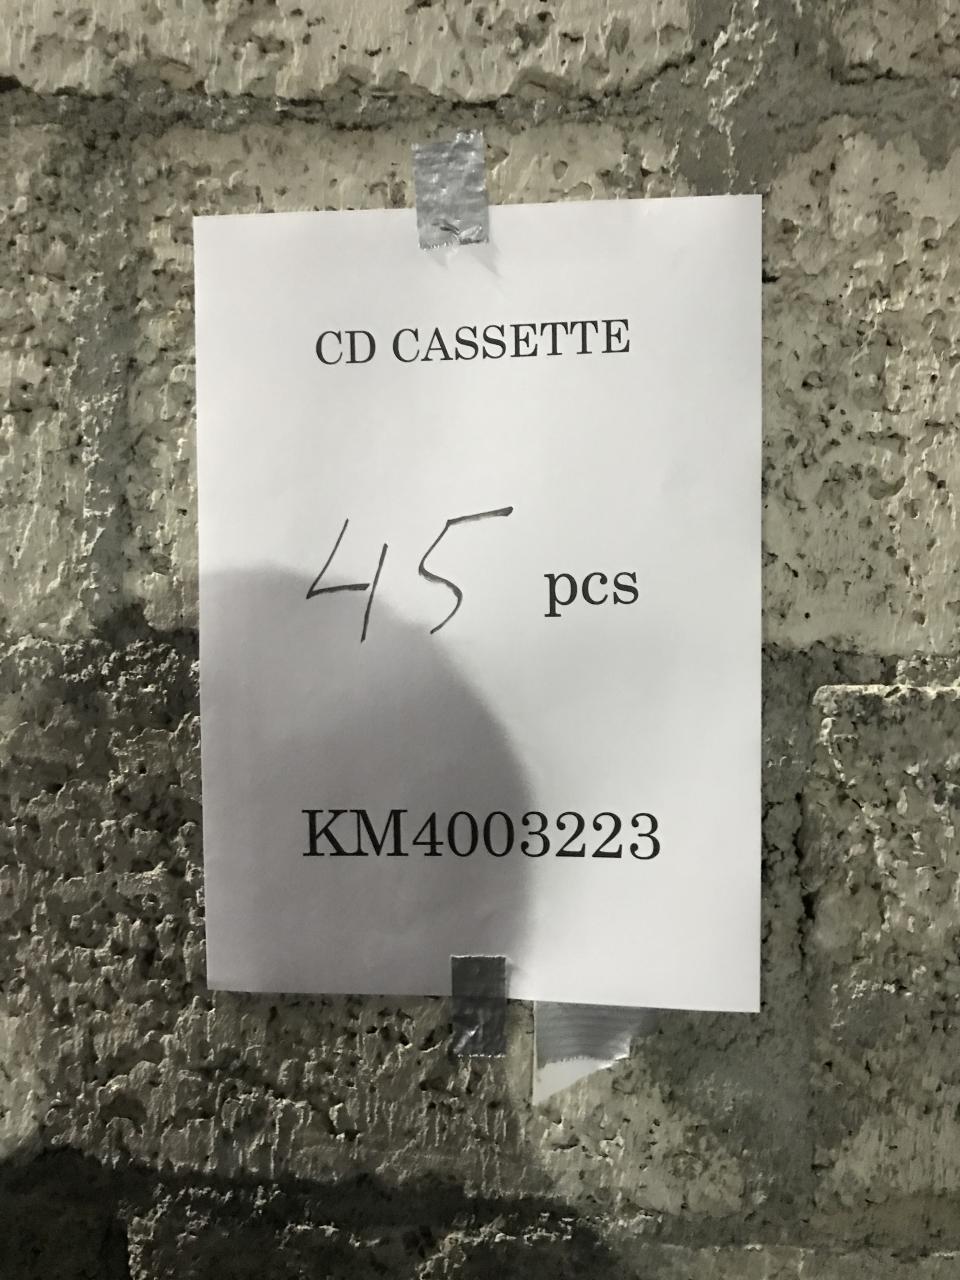 CD CASSETTE
45 pcs
KM4003223